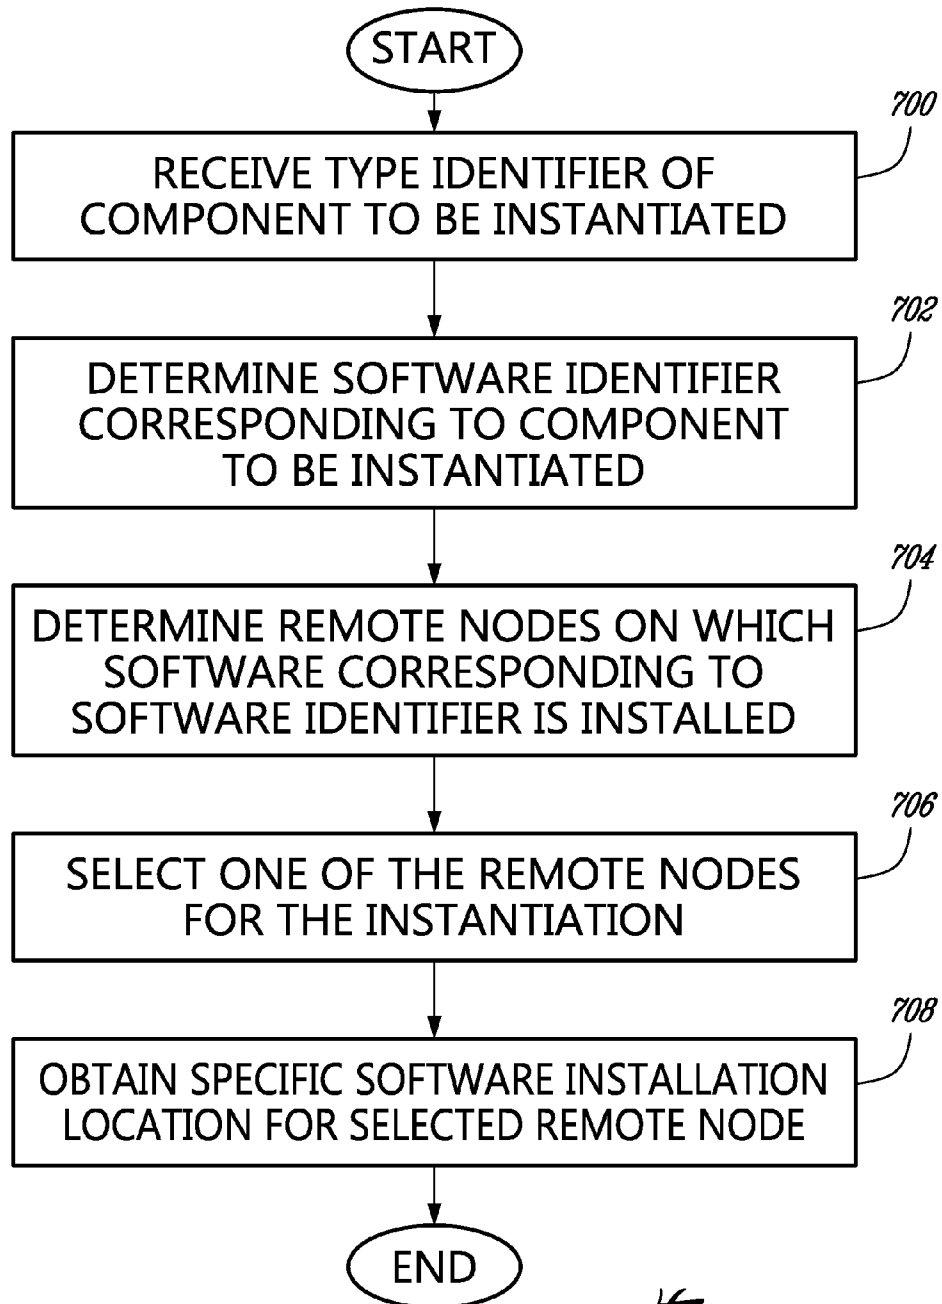 START
700
RECEIVE TYPE IDENTIFIER OF
COMPONENT TO BE INSTANTIATED
702
DETERMINE SOFTWARE IDENTIFIER
CORRESPONDING TO COMPONENT
TO BE INSTANTIATED
704
DETERMINE REMOTE NODES ON WHICH
SOFTWARE CORRESPONDING TO
SOFTWARE IDENTIFIER IS INSTALLED
706
SELECT ONE OF THE REMOTE NODES
FOR THE INSTANTIATION
708
OBTAIN SPECIFIC SOFTWARE INSTALLATION
LOCATION FOR SELECTED REMOTE NODE
END